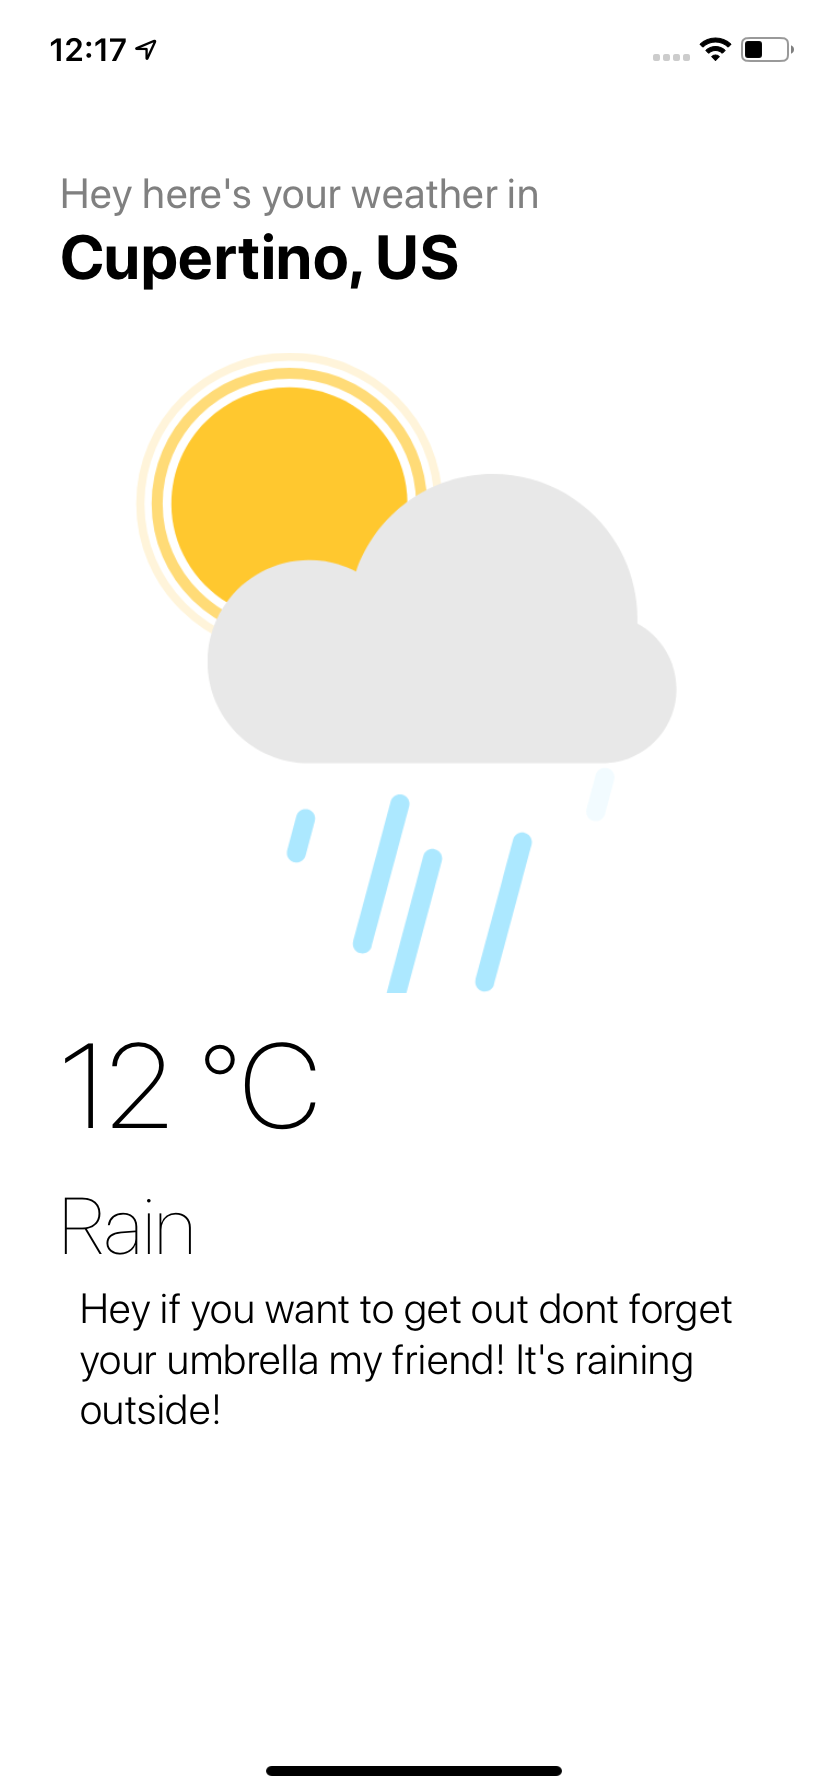 12:17
Hey here's your weather in
Cupertino, US
12 °C
Rain
Hey if you want to get out dont forget
your umbrella my friend! It's raining
outside!